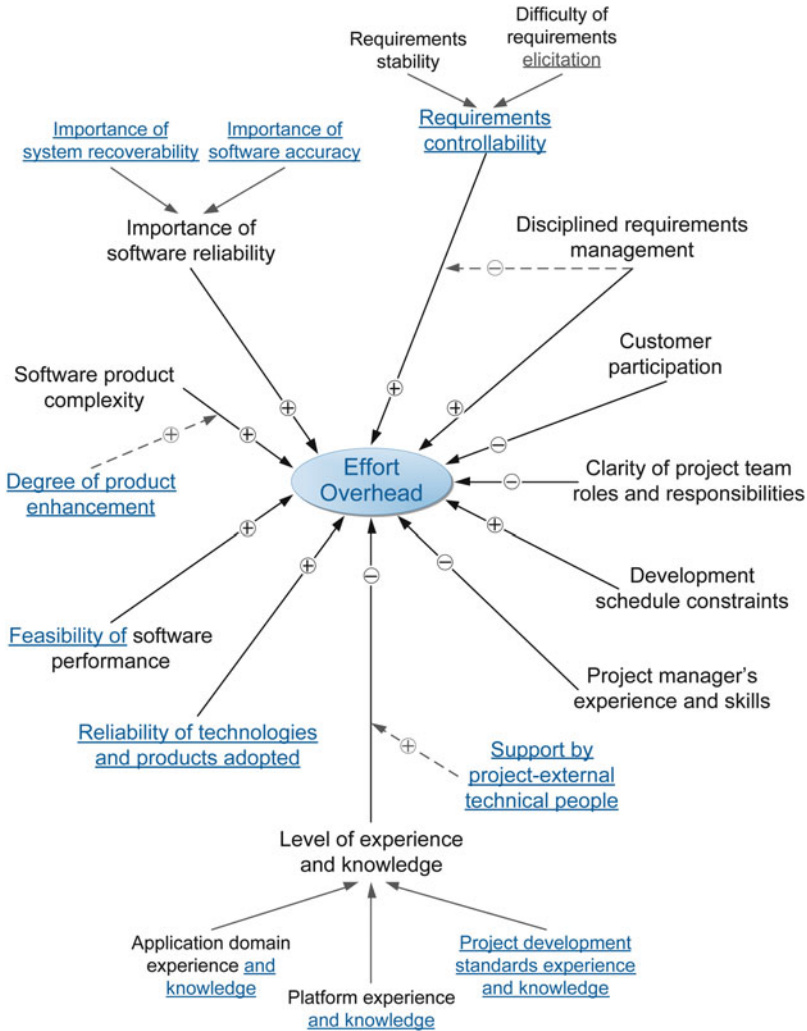 Requirements
stability
Difficulty of
requirements
elicitation
Requirements
controllability
Importance of
system recoverability
Importance of
software accuracy
Importance of
software reliability
Disciplined requirements
management
−
Customer
participation
Software product
complexity
+
+
+
+
+
−
Effort
Overhead
Degree of product
enhancement
−
Clarity of project team
roles and responsibilities
+
+
+
−
−
Development
schedule constraints
Feasibility of software
performance
Project manager's
experience and skills
Reliability of technologies
and products adopted
+
Support by
project-external
technical people
Level of experience
and knowledge
Application domain
experience and
knowledge
Platform experience
and knowledge
Project development
standards experience
and knowledge